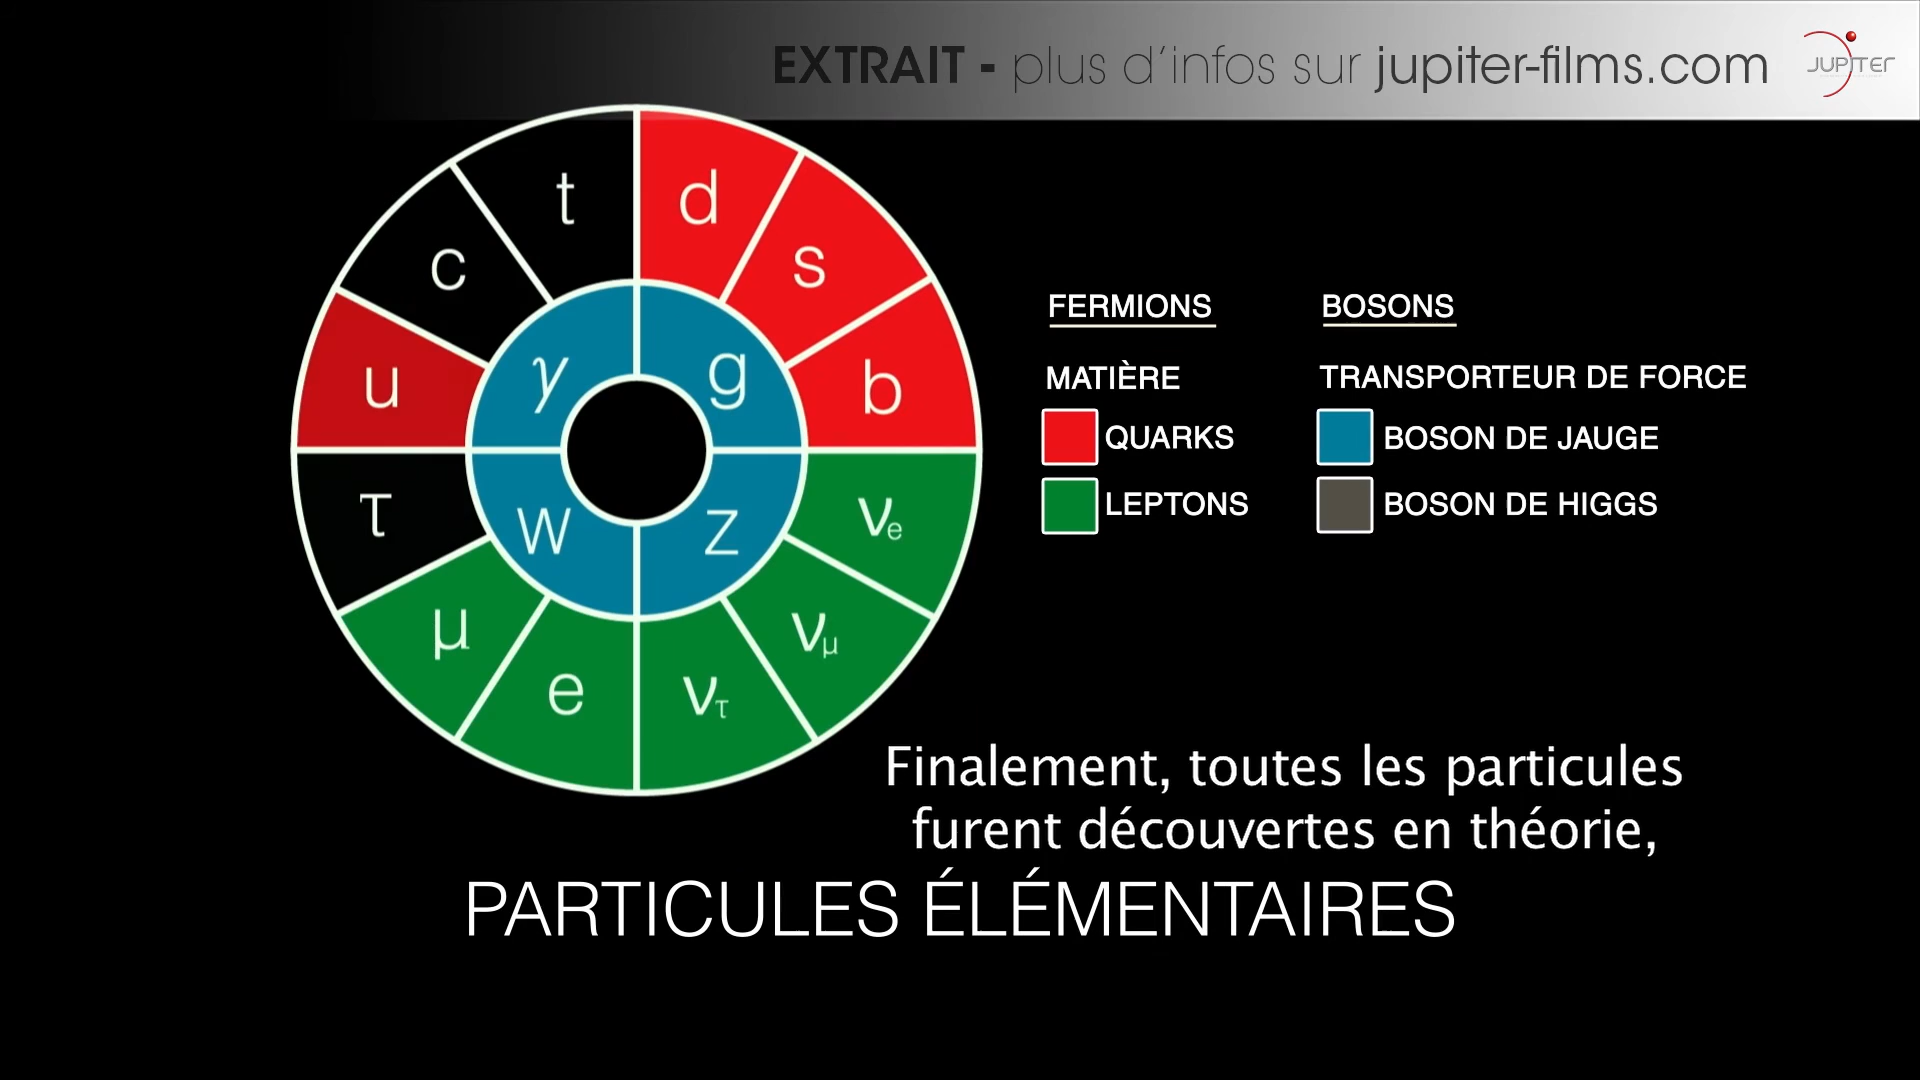 EXTRAIT - plus d'infos sur jupiter-films.com
JUPITER
t
d
c
s
u
γ
g
b
τ
W
Z
νe
μ
νμ
e
ντ
FERMIONS
BOSONS
MATIÈRE
TRANSPORTEUR DE FORCE
QUARKS
BOSON DE JAUGE
LEPTONS
BOSON DE HIGGS
Finalement, toutes les particules
furent découvertes en théorie,
PARTICULES ÉLÉMENTAIRES